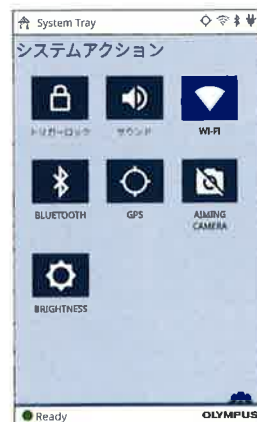 System Tray
システムアクション
トリガーロック
サウンド
WI-FI
BLUETOOTH
GPS
AIMING
CAMERA
BRIGHTNESS
Ready
OLYMPUS